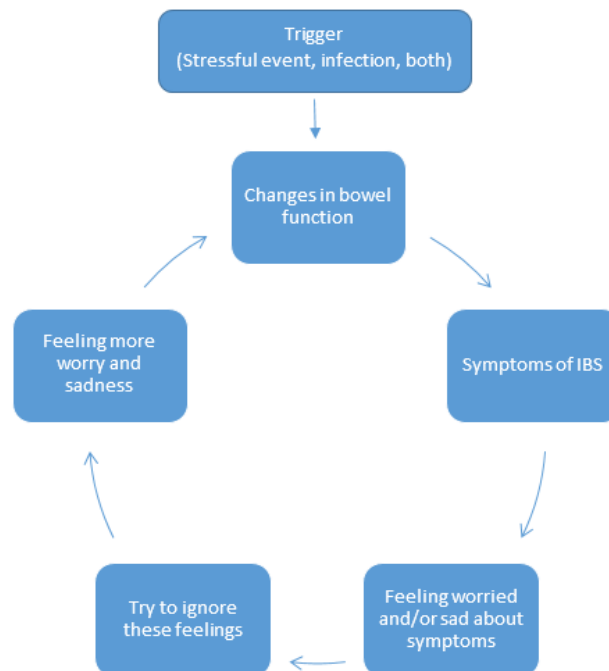 Trigger
(Stressful event, infection, both)
Changes in bowel
function
Symptoms of IBS
Feeling worried
and/or sad about
symptoms
Try to ignore
these feelings
Feeling more
worry and
sadness